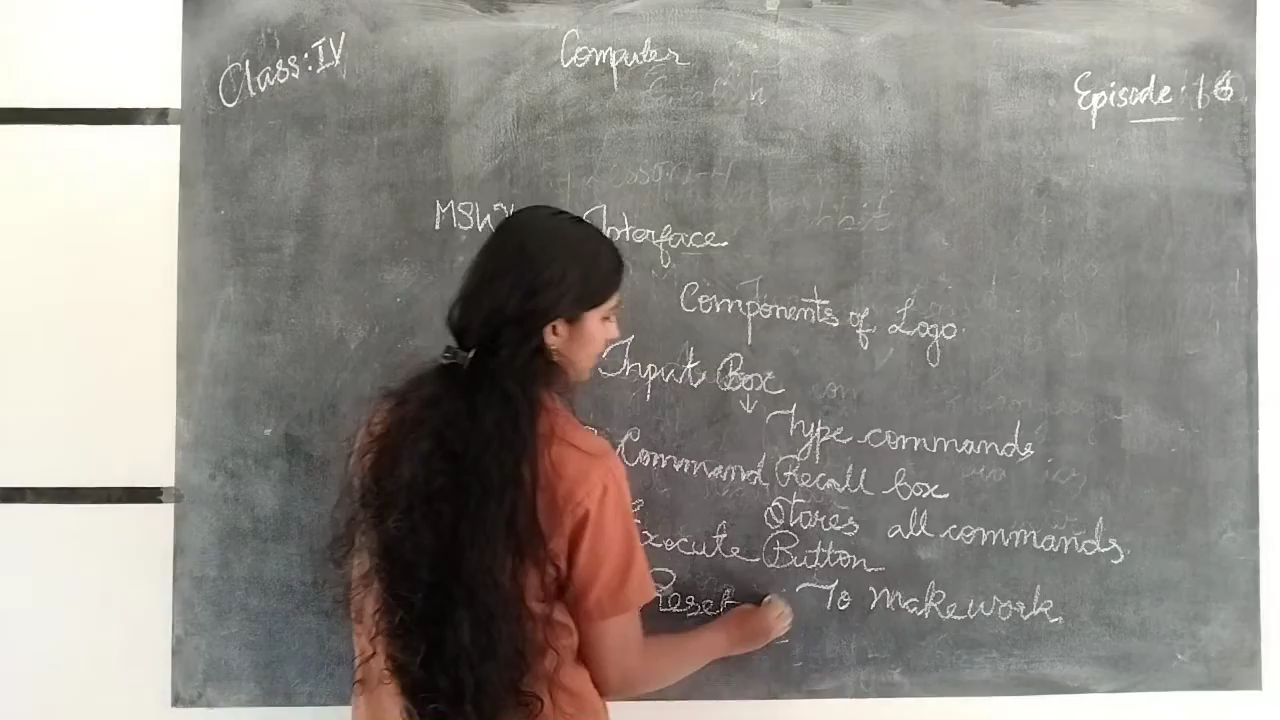 Class: IV
Computer
Episode: 16
Interface
Components of Logo
Input Box
↓
Type commands
Command Recall box
Stores all commands.
Execute Button
To make work.
Reset